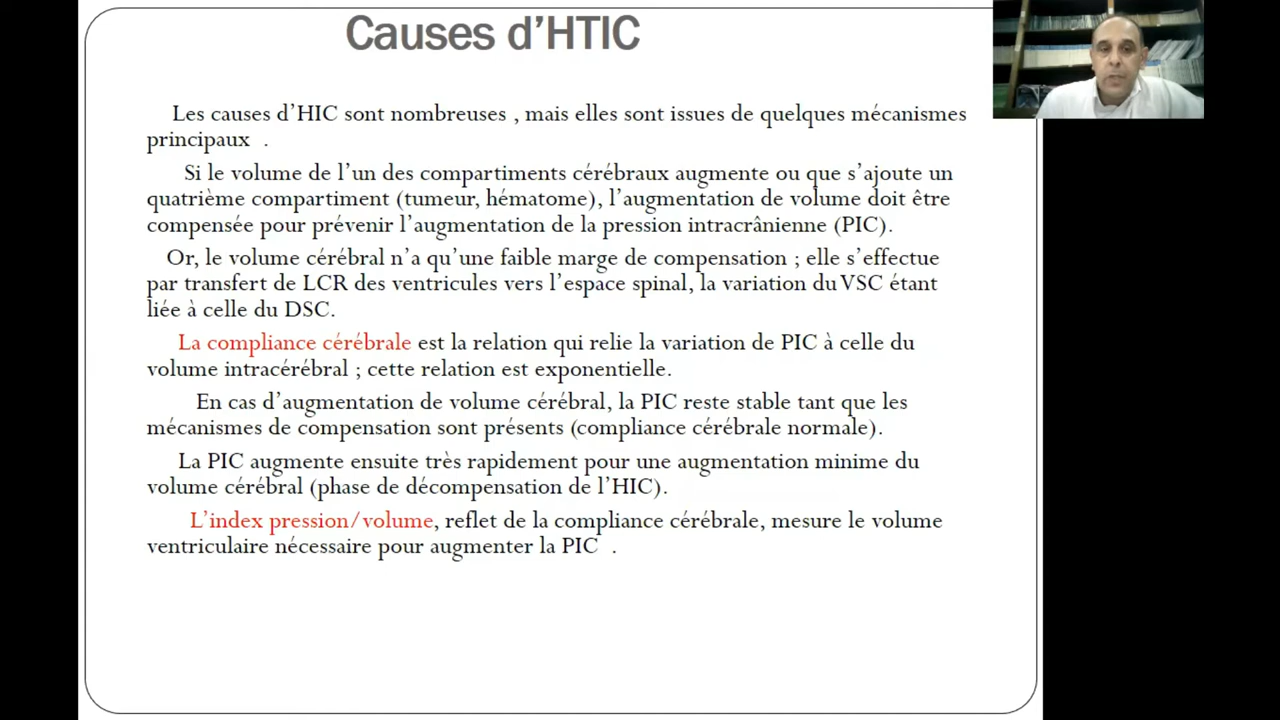 Causes d’HTIC
Les causes d’HIC sont nombreuses , mais elles sont issues de quelques mécanismes
principaux .
Si le volume de l’un des compartiments cérébraux augmente ou que s’ajoute un
quatrième compartiment (tumeur, hématome), l’augmentation de volume doit être
compensée pour prévenir l’augmentation de la pression intracrânienne (PIC).
Or, le volume cérébral n’a qu’une faible marge de compensation ; elle s’effectue
par transfert de LCR des ventricules vers l’espace spinal, la variation du VSC étant
liée à celle du DSC.
La compliance cérébrale est la relation qui relie la variation de PIC à celle du
volume intracérébral ; cette relation est exponentielle.
En cas d’augmentation de volume cérébral, la PIC reste stable tant que les
mécanismes de compensation sont présents (compliance cérébrale normale).
La PIC augmente ensuite très rapidement pour une augmentation minime du
volume cérébral (phase de décompensation de l’HIC).
L’index pression/volume, reflet de la compliance cérébrale, mesure le volume
ventriculaire nécessaire pour augmenter la PIC .